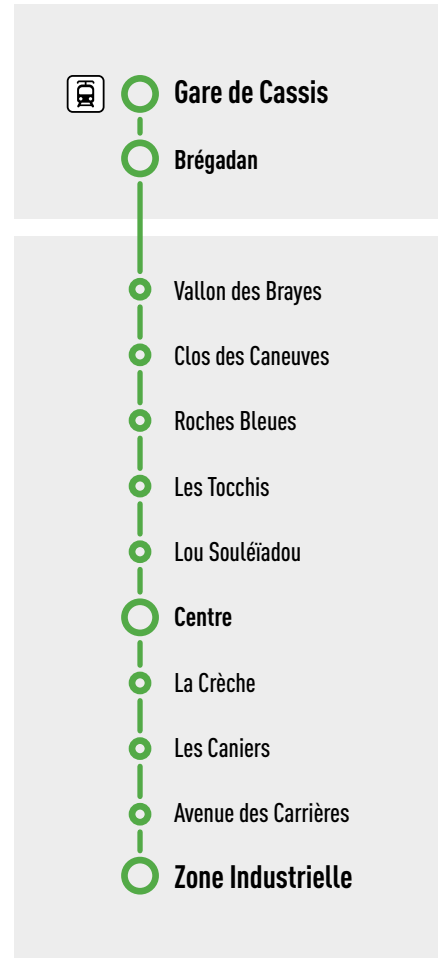 Gare de Cassis
Brégadan
Vallon des Brayes
Clos des Caneuves
Roches Bleues
Les Tocchis
Lou Souléïadou
Centre
La Crèche
Les Caniers
Avenue des Carrières
Zone Industrielle